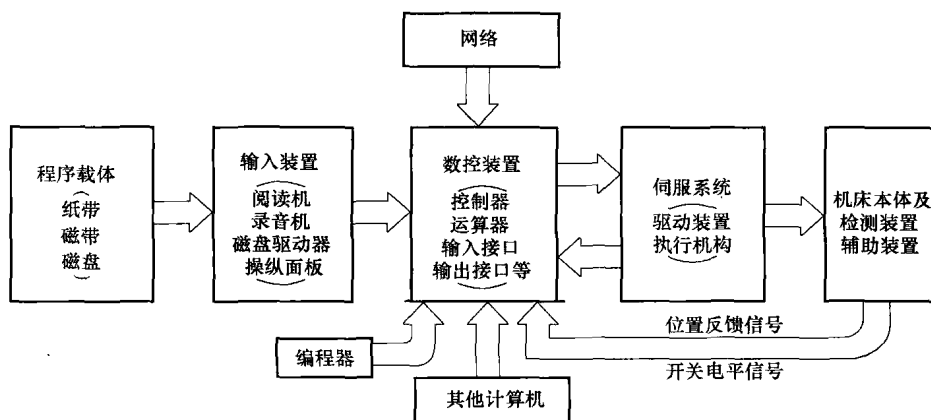 网络
程序载体
纸带
磁带
磁盘
输入装置
阅读机
录音机
磁盘驱动器
操纵面板
数控装置
控制器
运算器
输入接口
输出接口等
伺服系统
驱动装置
执行机构
机床本体及
检测装置
辅助装置
位置反馈信号
开关电平信号
编程器
其他计算机